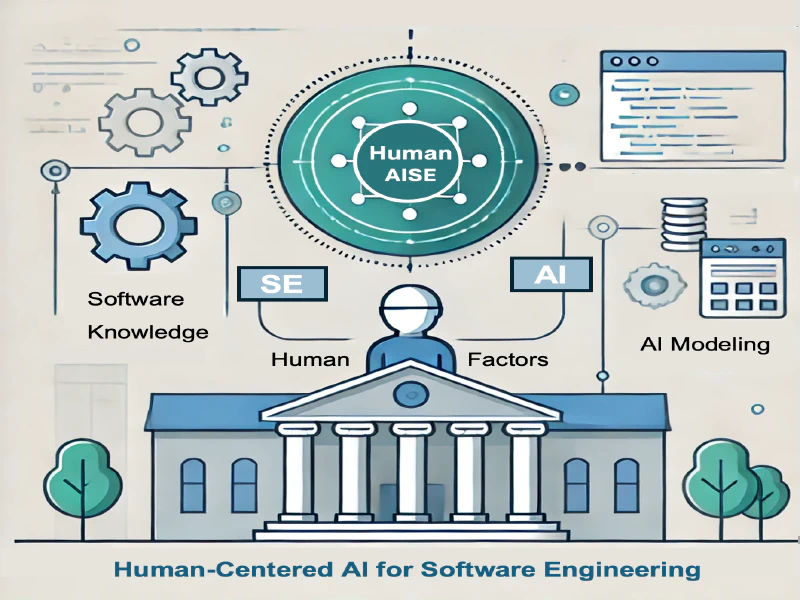 Human
AISE
SE
AI
Software
Knowledge
Human
Factors
AI Modeling
Human-Centered AI for Software Engineering